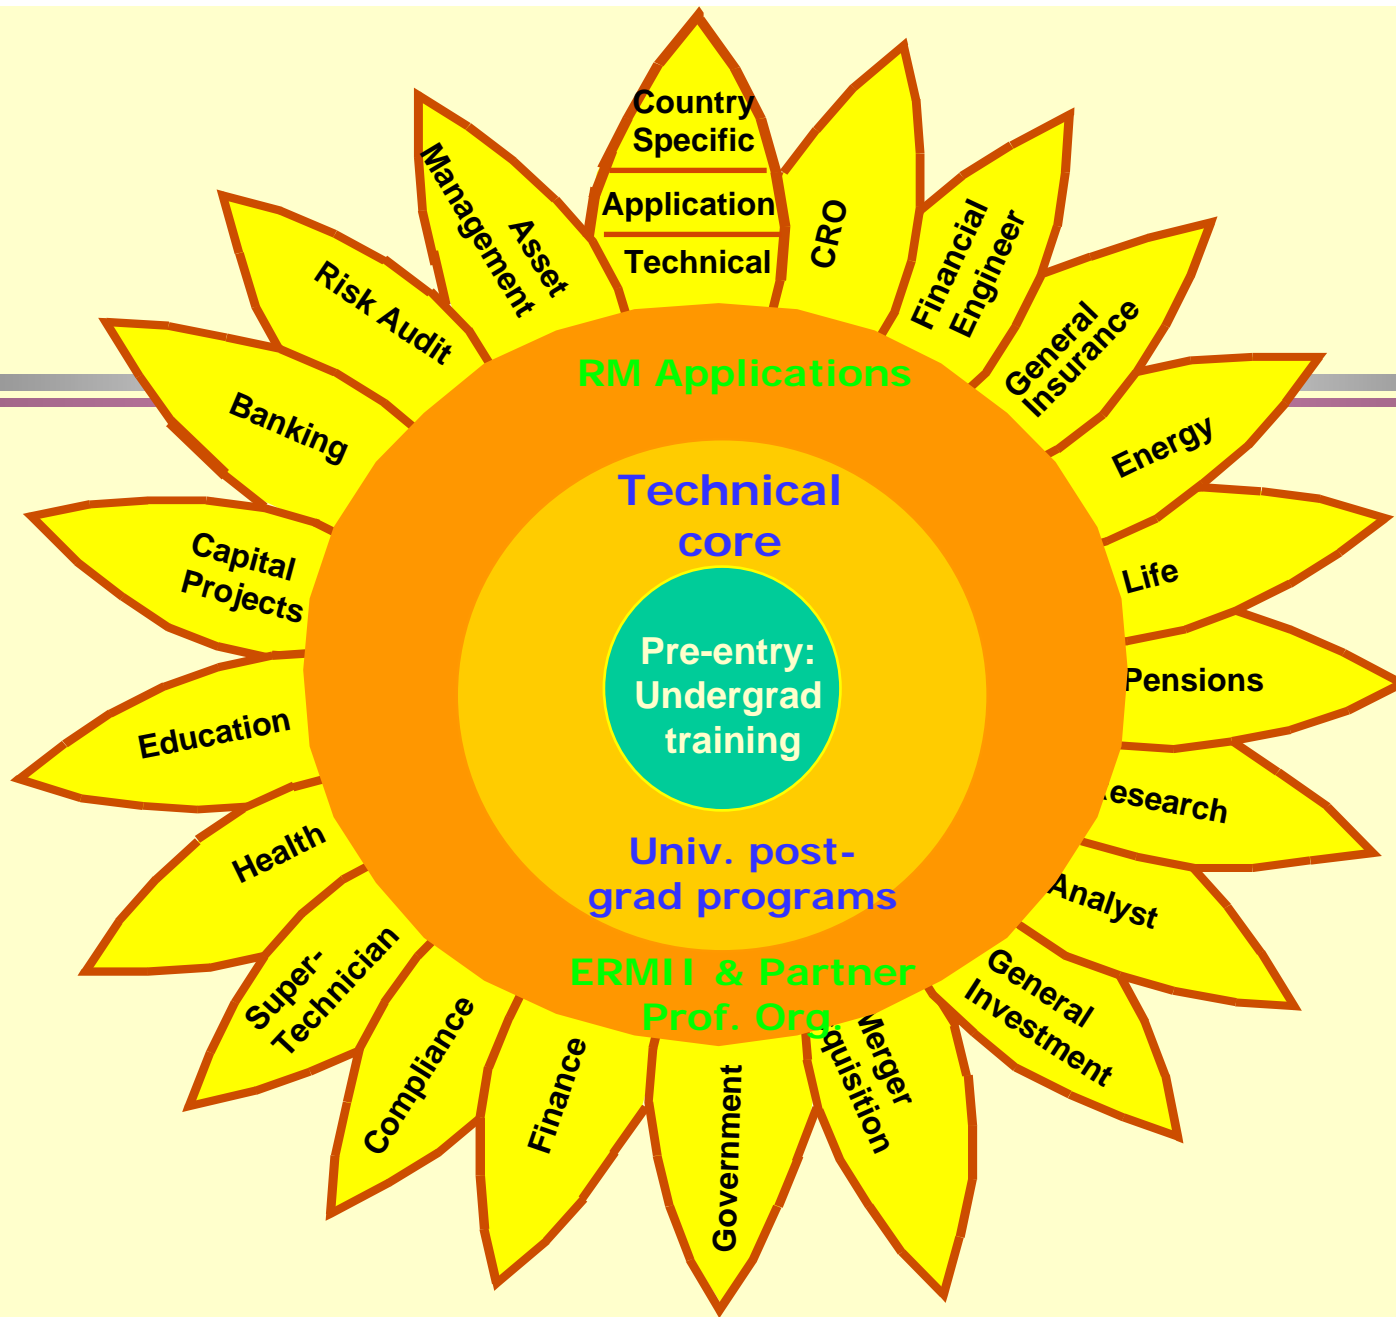 Country
Specific
Application
Technical
CRO
Financial
Engineer
General
Insurance
Energy
Life
Pensions
esearch
Analyst
General
Investment
Merger
quisition
Government
Finance
Compliance
Super-
Technician
Health
Education
Capital
Projects
Banking
Risk Audit
Asset
Management
RM Applications
Technical
core
Pre-entry:
Undergrad
training
Univ. post-
grad programs
ERMII & Partner
Prof. Org.